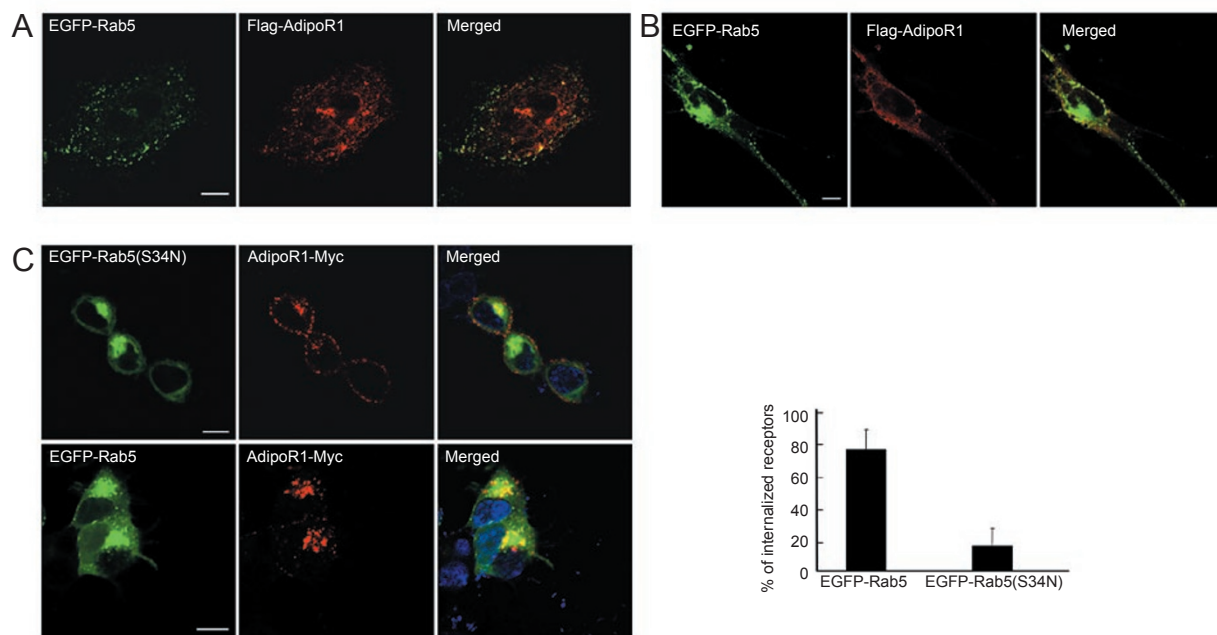 A
EGFP-Rab5 Flag-AdipoR1 Merged
B
EGFP-Rab5 Flag-AdipoR1 Merged
C
EGFP-Rab5(S34N) AdipoR1-Myc Merged
EGFP-Rab5 AdipoR1-Myc Merged
% of internalized receptors
100
80
60
40
20
0
EGFP-Rab5 EGFP-Rab5(S34N)